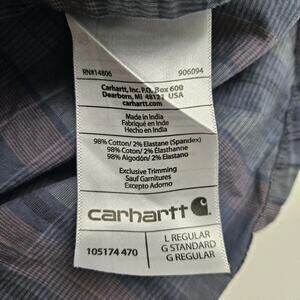 RN#14806 906094
Carhartt, Inc. P.O. Box 600
Dearborn, MI 48121 USA
carhartt.com
Made in India
Fabriqué en Inde
Hecho en India
98% Cotton/ 2% Elastane (Spandex)
98% Coton/ 2% Élasthanne
98% Algodón/ 2% Elastano
Exclusive Trimming
Sauf Garnitures
Excepto Adorno
carhartt
105174 470
L REGULAR
G STANDARD
G REGULAR